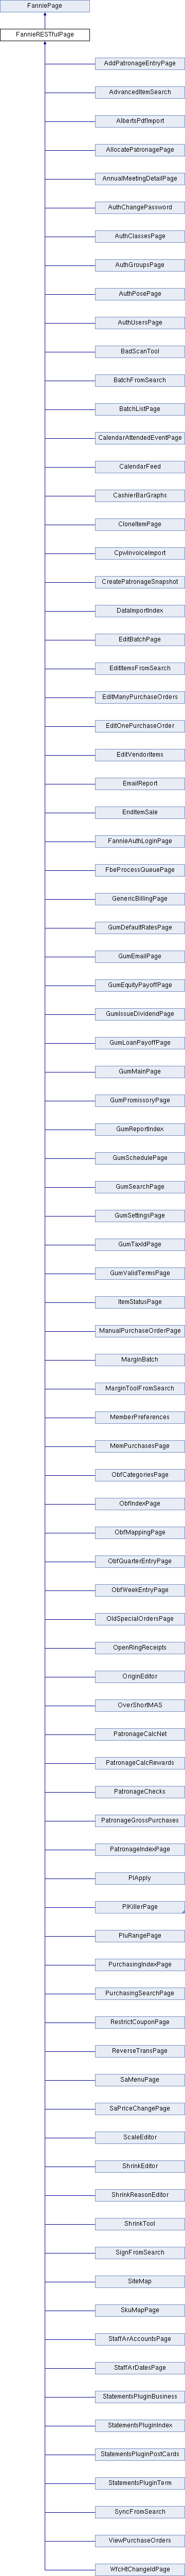 FanniePage
FannieRESTfulPage
AddPatronageEntryPage
AdvancedItemSearch
AlbertsPdfImport
AllocatePatronagePage
AnnualMeetingDetailPage
AuthChangePassword
AuthClassesPage
AuthGroupsPage
AuthPosePage
AuthUsersPage
BadScanTool
BatchFromSearch
BatchListPage
CalendarAttendedEventPage
CalendarFeed
CashierBarGraphs
CloneItemPage
CpwInvoiceImport
CreatePatronageSnapshot
DataImportIndex
EditBatchPage
EditItemsFromSearch
EditManyPurchaseOrders
EditOnePurchaseOrder
EditVendorItems
EmailReport
EndItemSale
FannieAuthLoginPage
FbeProcessQueuePage
GenericBillingPage
GumDefaultRatesPage
GumEmailPage
GumEquityPayoffPage
GumIssueDividendPage
GumLoanPayoffPage
GumMainPage
GumPromissoryPage
GumReportIndex
GumSchedulePage
GumSearchPage
GumSettingsPage
GumTaxIdPage
GumValidTermsPage
ItemStatusPage
ManualPurchaseOrderPage
MarginBatch
MarginToolFromSearch
MemberPreferences
MemPurchasesPage
ObfCategoriesPage
ObfIndexPage
ObfMappingPage
ObfQuarterEntryPage
ObfWeekEntryPage
OldSpecialOrdersPage
OpenRingReceipts
OriginEditor
OverShortMAS
PatronageCalcNet
PatronageCalcRewards
PatronageChecks
PatronageGrossPurchases
PatronageIndexPage
PIApply
PIKillerPage
PluRangePage
PurchasingIndexPage
PurchasingSearchPage
RestrictCouponPage
ReverseTransPage
SaMenuPage
SaPriceChangePage
ScaleEditor
ShrinkEditor
ShrinkReasonEditor
ShrinkTool
SignFromSearch
SiteMap
SkuMapPage
StaffArAccountsPage
StaffArDatesPage
StatementsPluginBusiness
StatementsPluginIndex
StatementsPluginPostCards
StatementsPluginTerm
SyncFromSearch
ViewPurchaseOrders
WfcHtChangeIdPage